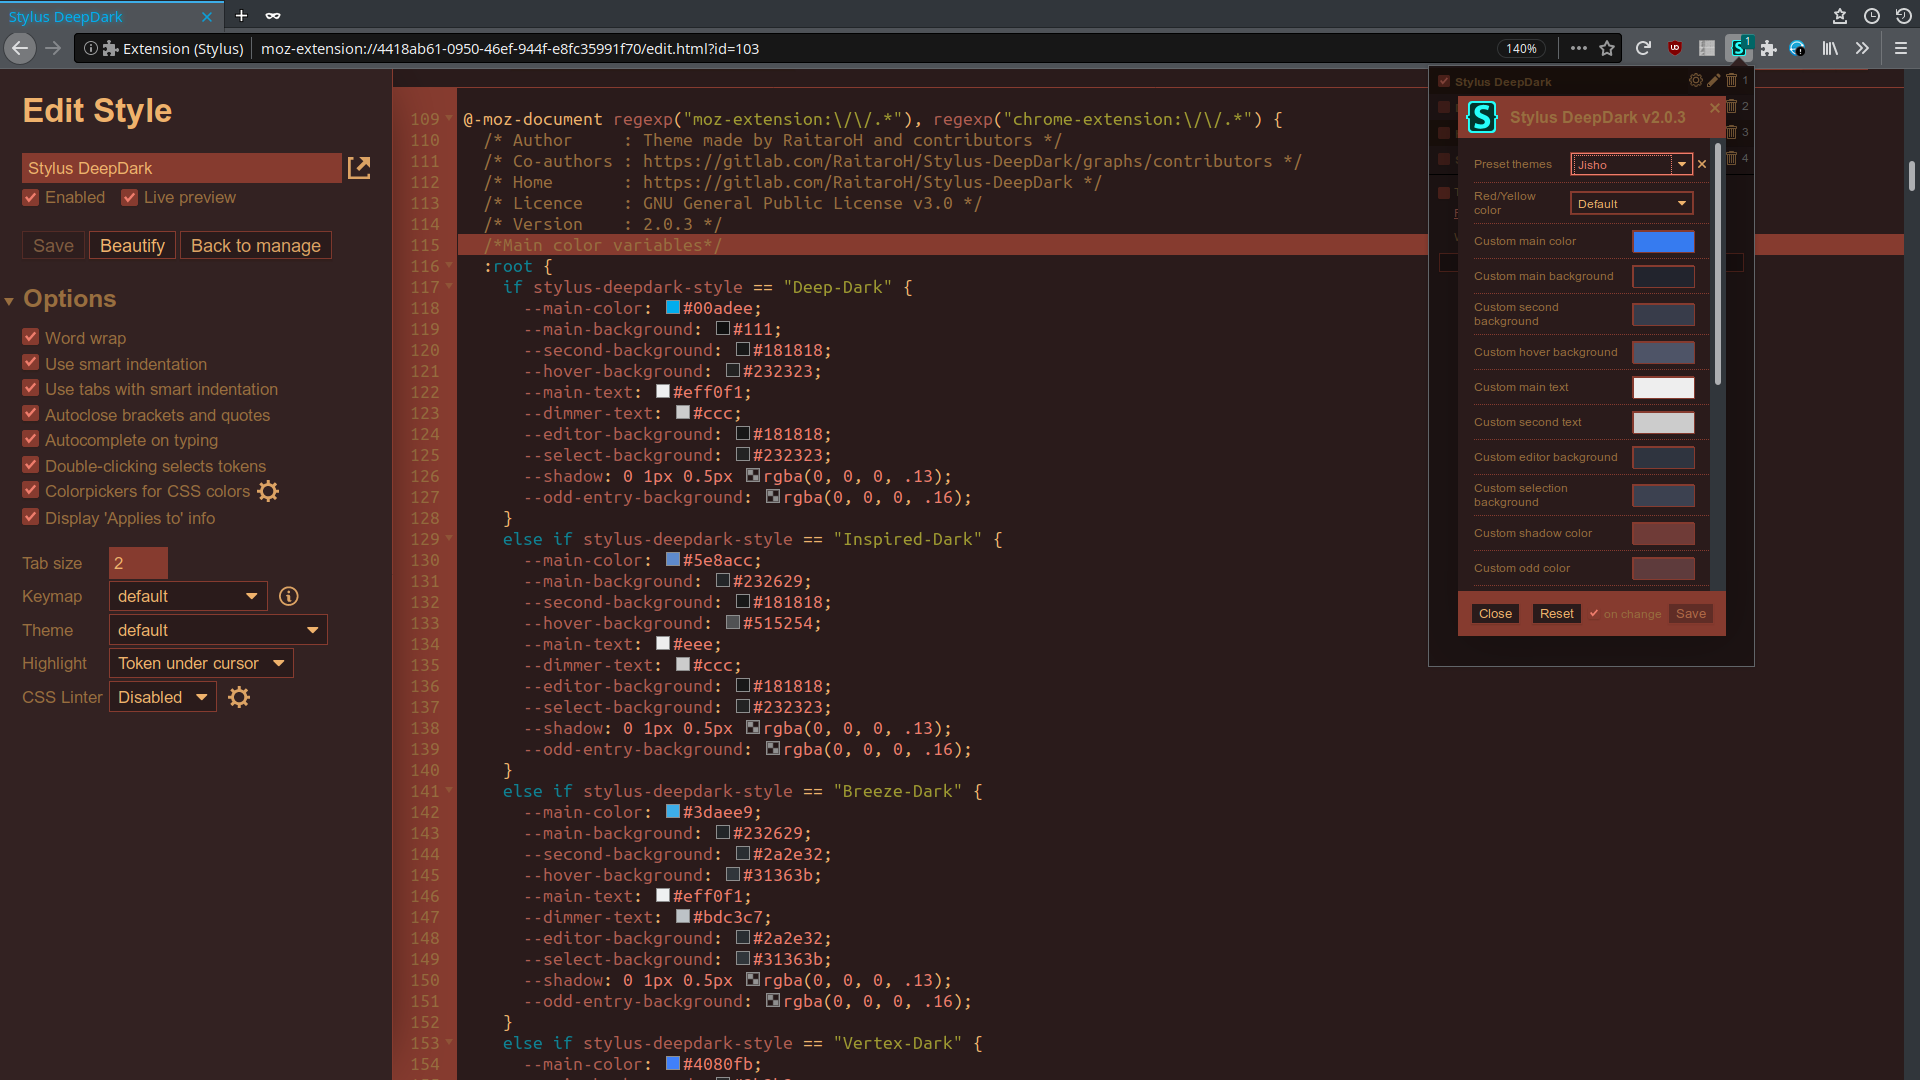 Stylus DeepDark
Extension (Stylus)
moz-extension://4418ab61-0950-46ef-944f-e8fc35991f70/edit.html?id=103
140%
1
Edit Style
Stylus DeepDark
Enabled
Live preview
Save
Beautify
Back to manage
Options
Word wrap
Use smart indentation
Use tabs with smart indentation
Autoclose brackets and quotes
Autocomplete on typing
Double-clicking selects tokens
Colorpickers for CSS colors
Display 'Applies to' info
Tab size
2
Keymap
default
Theme
default
Highlight
Token under cursor
CSS Linter
Disabled
109 @-moz-document regexp("moz-extension:\/\/.*"), regexp("chrome-extension:\/\/.*") {
110 /* Author : Theme made by RaitaroH and contributors */
111 /* Co-authors : https://gitlab.com/RaitaroH/Stylus-DeepDark/graphs/contributors */
112 /* Home : https://gitlab.com/RaitaroH/Stylus-DeepDark */
113 /* Licence : GNU General Public License v3.0 */
114 /* Version : 2.0.3 */
115 /*Main color variables*/
116 :root {
117 if stylus-deepdark-style == "Deep-Dark" {
118 --main-color: #00adee;
119 --main-background: #111;
120 --second-background: #181818;
121 --hover-background: #232323;
122 --main-text: #eff0f1;
123 --dimmer-text: #ccc;
124 --editor-background: #181818;
125 --select-background: #232323;
126 --shadow: 0 1px 0.5px rgba(0, 0, 0, .13);
127 --odd-entry-background: rgba(0, 0, 0, .16);
128 }
129 else if stylus-deepdark-style == "Inspired-Dark" {
130 --main-color: #5e8acc;
131 --main-background: #232629;
132 --second-background: #181818;
133 --hover-background: #515254;
134 --main-text: #eee;
135 --dimmer-text: #ccc;
136 --editor-background: #181818;
137 --select-background: #232323;
138 --shadow: 0 1px 0.5px rgba(0, 0, 0, .13);
139 --odd-entry-background: rgba(0, 0, 0, .16);
140 }
141 else if stylus-deepdark-style == "Breeze-Dark" {
142 --main-color: #3daee9;
143 --main-background: #232629;
144 --second-background: #2a2e32;
145 --hover-background: #31363b;
146 --main-text: #eff0f1;
147 --dimmer-text: #bdc3c7;
148 --editor-background: #2a2e32;
149 --select-background: #31363b;
150 --shadow: 0 1px 0.5px rgba(0, 0, 0, .13);
151 --odd-entry-background: rgba(0, 0, 0, .16);
152 }
153 else if stylus-deepdark-style == "Vertex-Dark" {
154 --main-color: #4080fb;
Stylus DeepDark
1
2
3
4
Stylus DeepDark v2.0.3
Preset themes
Jisho
Red/Yellow
color
Default
Custom main color
Custom main background
Custom second
background
Custom hover background
Custom main text
Custom second text
Custom editor background
Custom selection
background
Custom shadow color
Custom odd color
Close
Reset
on change
Save